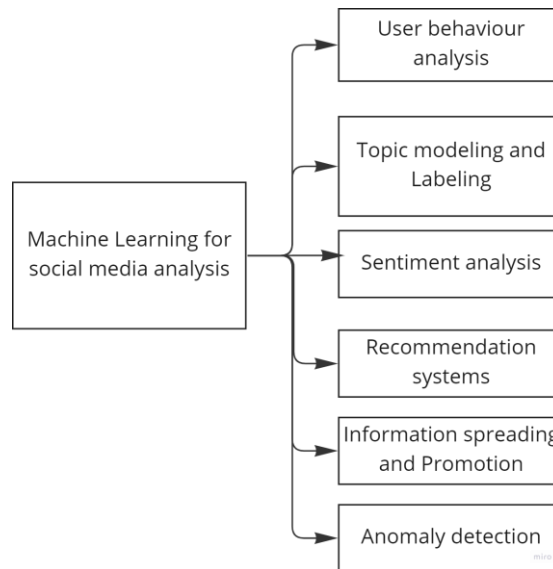 User behaviour
analysis
Topic modeling and
Labeling
Machine Learning for
social media analysis
Sentiment analysis
Recommendation
systems
Information spreading
and Promotion
Anomaly detection
miro